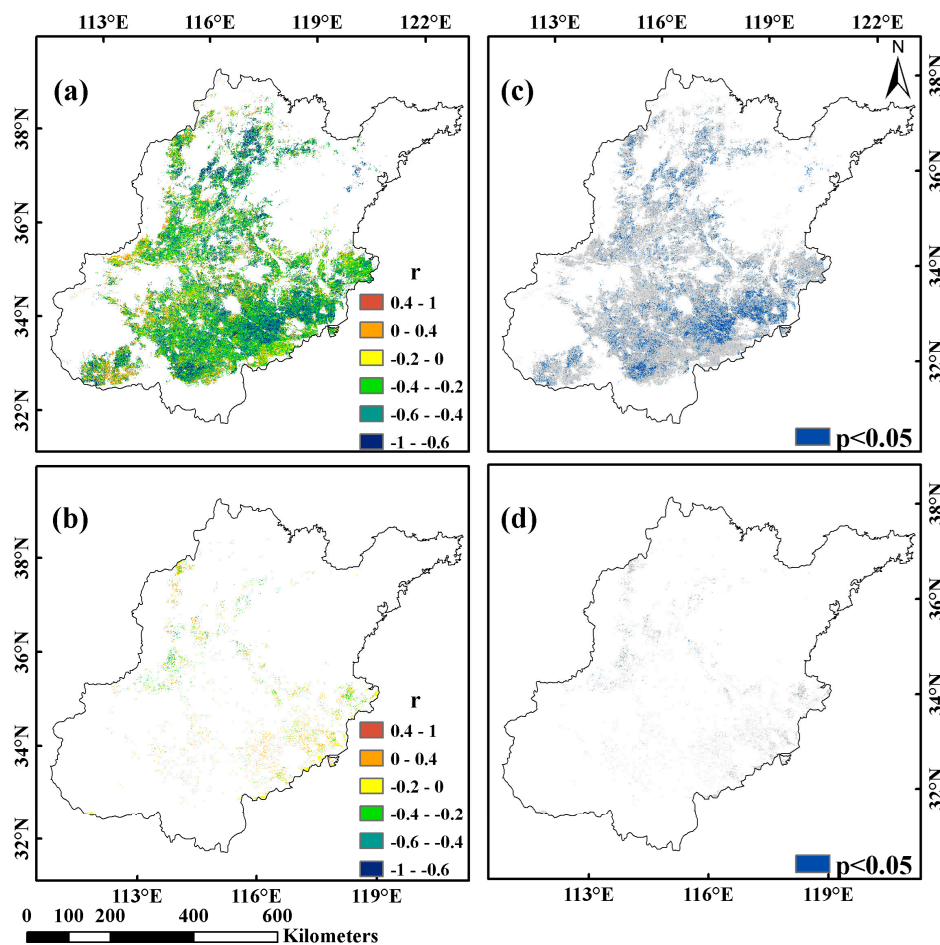 113°E 116°E 119°E 122°E 113°E 116°E 119°E 122°E
(a)
38°N
36°N
34°N
32°N
r
0.4 - 1
0 - 0.4
-0.2 - 0
-0.4 - -0.2
-0.6 - -0.4
-1 - -0.6
(c)
N
38°N
36°N
34°N
32°N
p<0.05
(b)
38°N
36°N
34°N
32°N
r
0.4 - 1
0 - 0.4
-0.2 - 0
-0.4 - -0.2
-0.6 - -0.4
-1 - -0.6
(d)
38°N
36°N
34°N
32°N
p<0.05
113°E 116°E 119°E 113°E 116°E 119°E
0 100 200 400 600
Kilometers